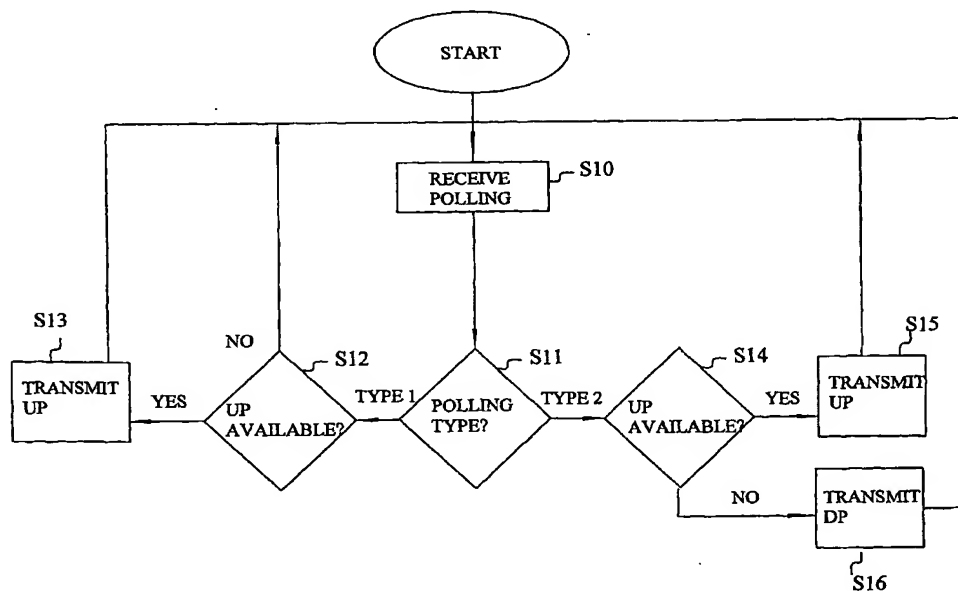 START
RECEIVE
POLLING
S10
S13
NO
S12
S11
S14
S15
TRANSMIT
UP
YES
UP
AVAILABLE?
TYPE 1
POLLING
TYPE?
TYPE 2
UP
AVAILABLE?
YES
TRANSMIT
UP
NO
TRANSMIT
DP
S16